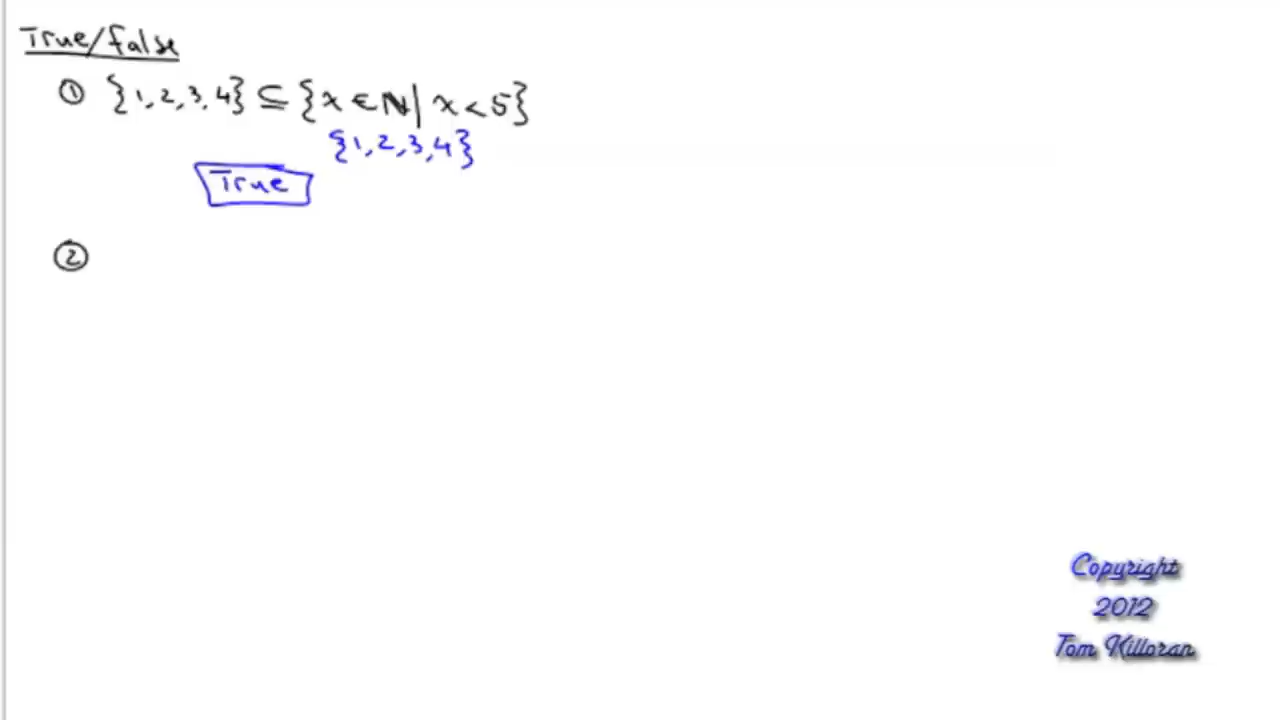 True/False
① {1,2,3,4} ⊆ {x ∈ ℕ | x < 5}
{1,2,3,4}
True
②
Copyright
2012
Tom Killoran